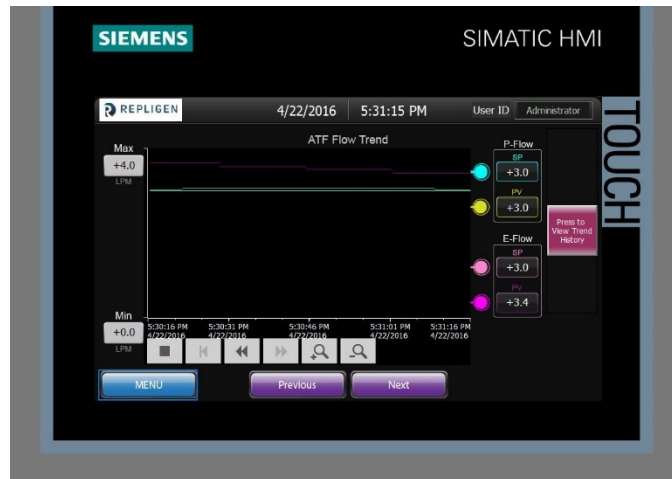 SIEMENS
SIMATIC HMI
TOUCH
REPLIGEN
4/22/2016 5:31:15 PM
User ID Administrator
ATF Flow Trend
Max
+4.0
LPM
P-Flow
SP
+3.0
PV
+3.0
Press to
View Trend
History
E-Flow
SP
+3.0
PV
+3.4
Min
+0.0
LPM
5:30:16 PM 5:30:31 PM 5:30:46 PM 5:31:01 PM 5:31:16 PM
4/22/2016 4/22/2016 4/22/2016 4/22/2016 4/22/2016
MENU
Previous
Next